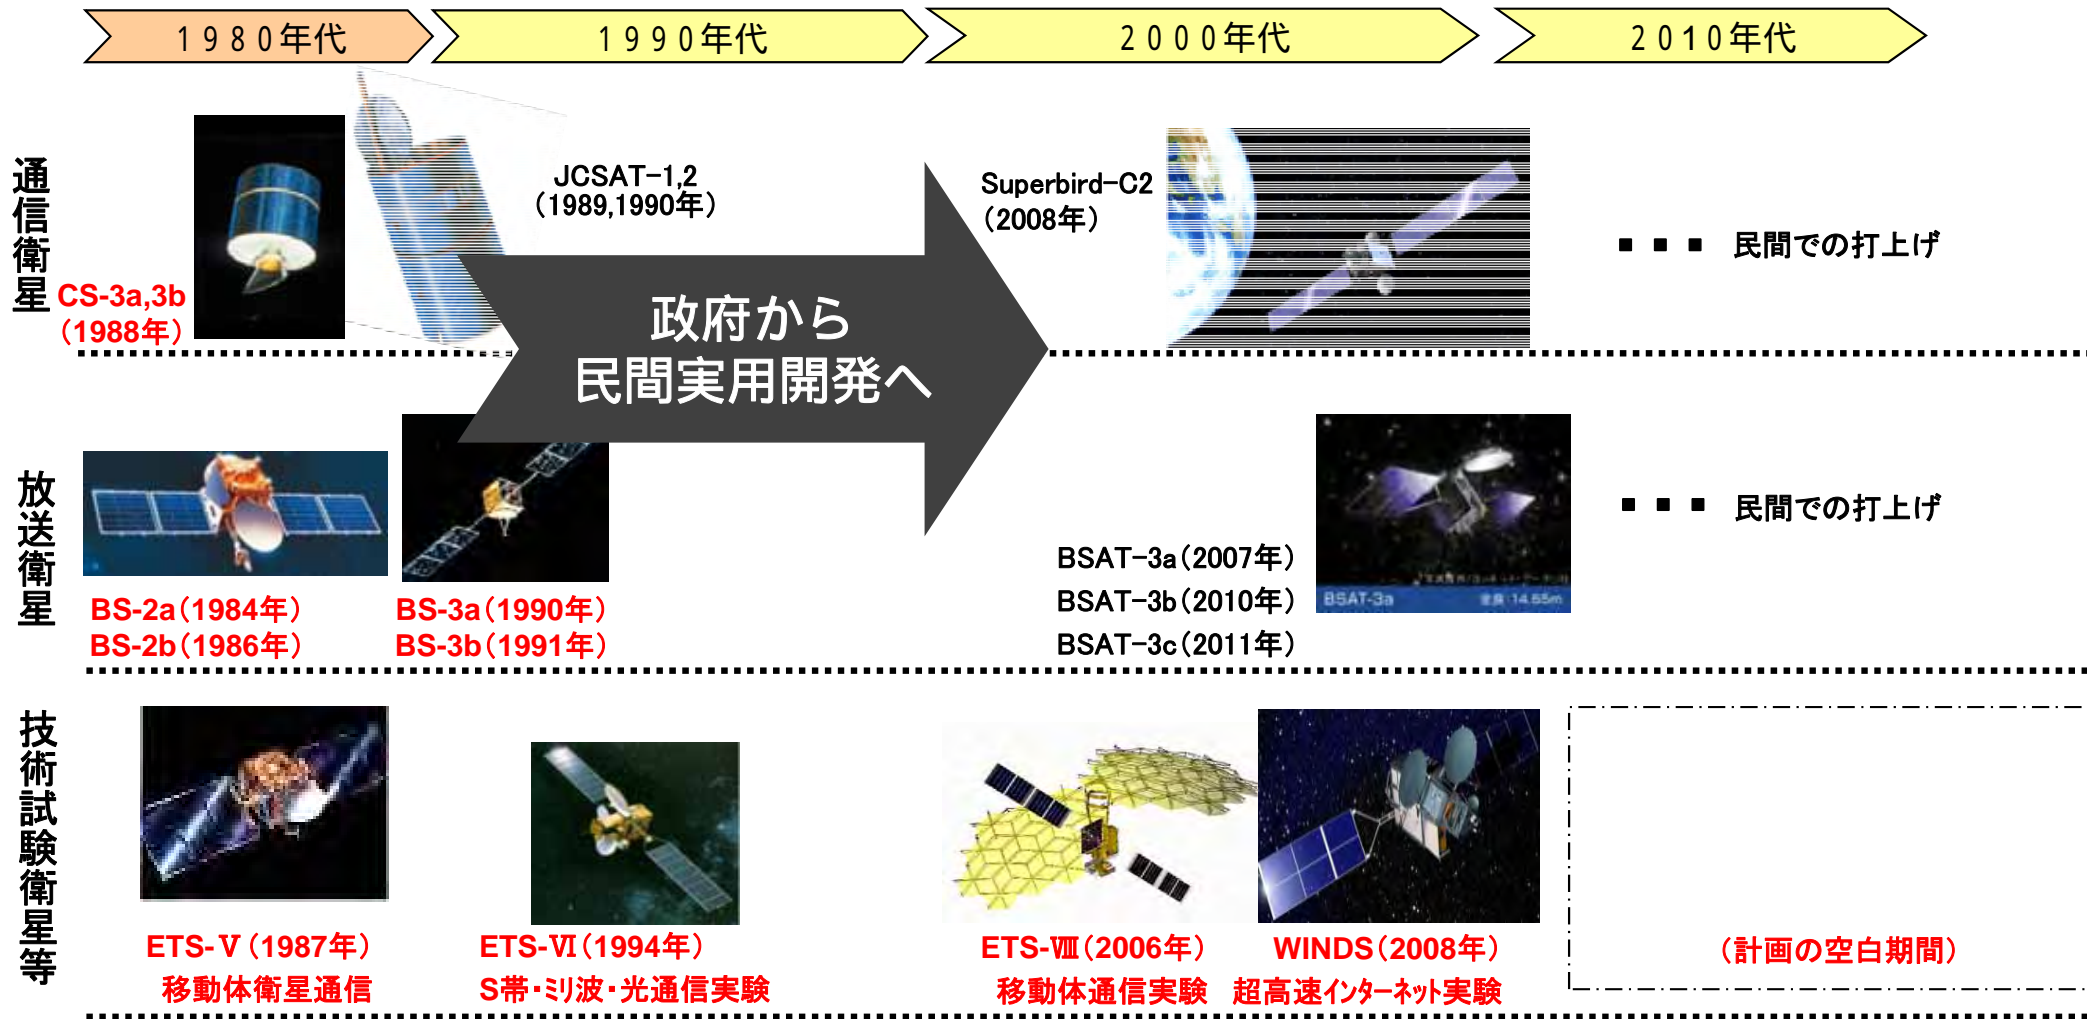 1980年代
1990年代
2000年代
2010年代
通信衛星
CS-3a,3b
（1988年）
JCSAT-1,2
（1989,1990年）
政府から
民間実用開発へ
Superbird-C2
（2008年）
・・・ 民間での打上げ
放送衛星
BS-2a（1984年）
BS-2b（1986年）
BS-3a（1990年）
BS-3b（1991年）
BSAT-3a（2007年）
BSAT-3b（2010年）
BSAT-3c（2011年）
BSAT-3a 全長：14.65m
・・・ 民間での打上げ
技術試験衛星等
ETS-Ⅴ（1987年）
移動体衛星通信
ETS-Ⅵ（1994年）
S帯・ミリ波・光通信実験
ETS-Ⅷ（2006年）
移動体通信実験
WINDS（2008年）
超高速インターネット実験
（計画の空白期間）